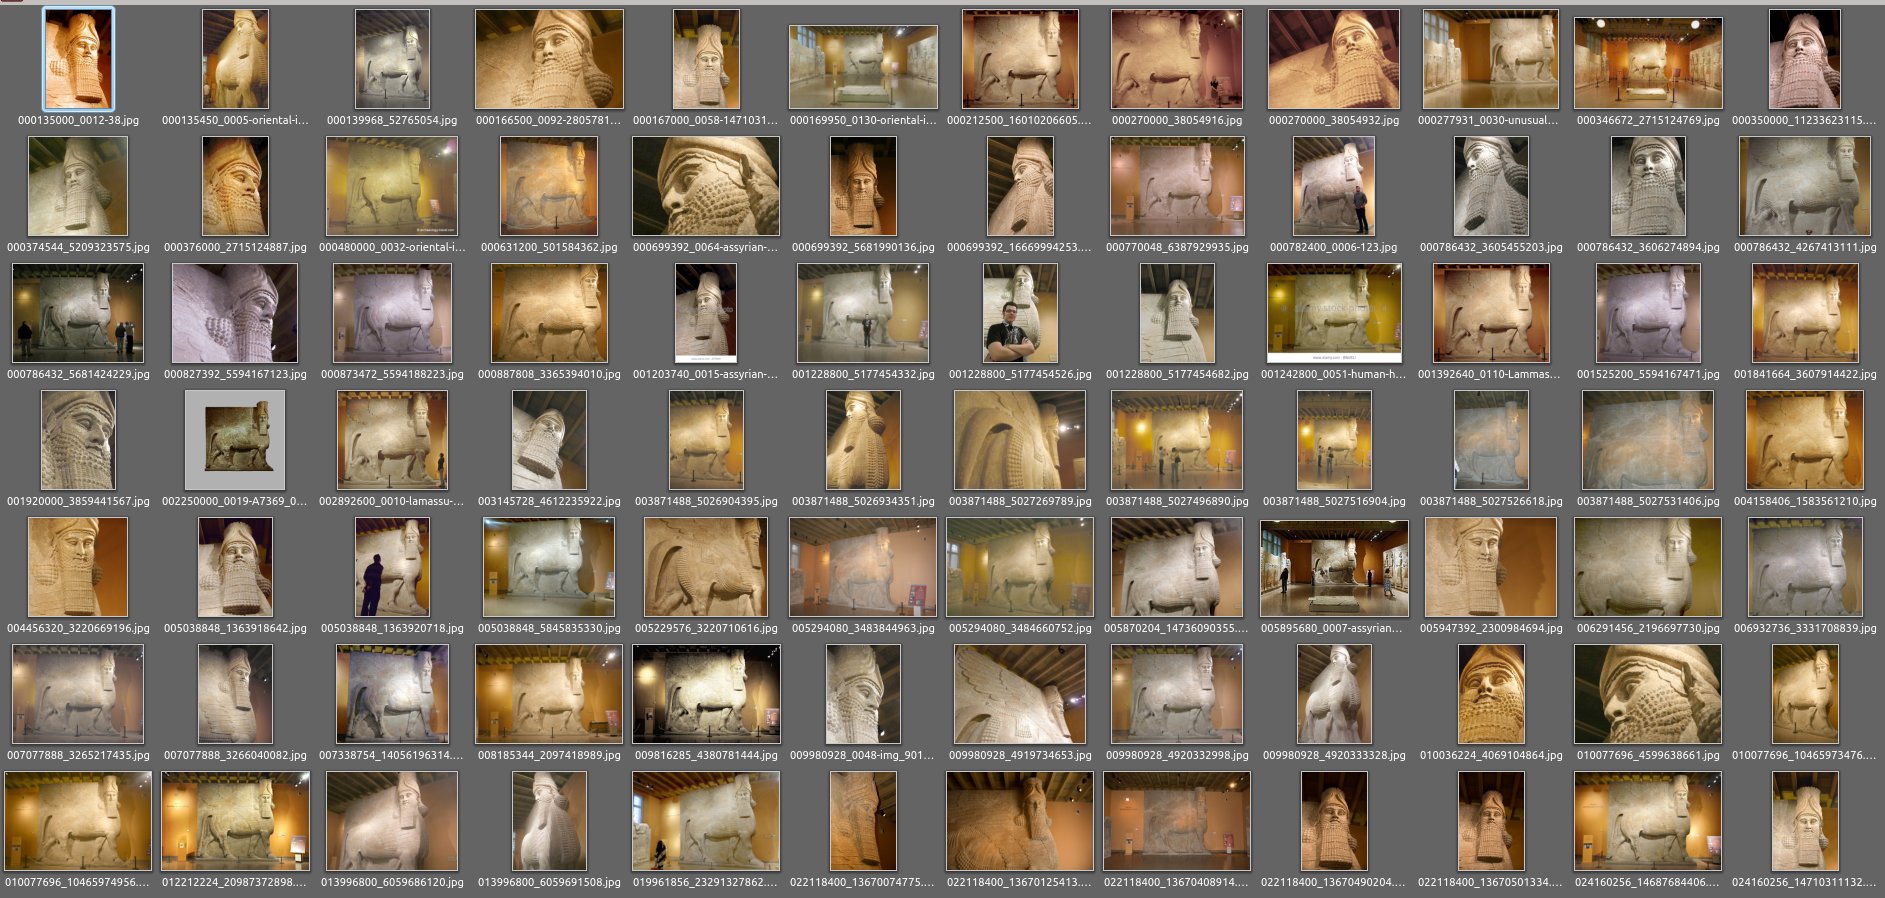 000135000_0012-38.jpg
000135450_0005-oriental-i...
000139968_52765054.jpg
000166500_0092-2805781...
000167000_0058-1471031...
000169950_0130-oriental-i...
000212500_16010206605....
000270000_38054916.jpg
000270000_38054932.jpg
000277931_0030-unusual...
000346672_2715124769.jpg
000350000_11233623115....
000374544_5209323575.jpg
000376000_2715124887.jpg
000480000_0032-oriental-i...
000631200_501584362.jpg
000699392_0064-assyrian-...
000699392_5681990136.jpg
000699392_16669994253....
000770048_6387929935.jpg
000782400_0006-123.jpg
000786432_3605455203.jpg
000786432_3606274894.jpg
000786432_4267413111.jpg
000786432_5681424229.jpg
000827392_5594167123.jpg
000873472_5594188223.jpg
000887808_3365394010.jpg
001203740_0015-assyrian-...
001228800_5177454332.jpg
001228800_5177454526.jpg
001228800_5177454682.jpg
001242800_0051-human-h...
001392640_0110-Lammas...
001525200_5594167471.jpg
001841664_3607914422.jpg
001920000_3859441567.jpg
002250000_0019-A7369_0...
002892600_0010-lamassu-...
003145728_4612235922.jpg
003871488_5026904395.jpg
003871488_5026934351.jpg
003871488_5027269789.jpg
003871488_5027496890.jpg
003871488_5027516904.jpg
003871488_5027526618.jpg
003871488_5027531406.jpg
004158406_1583561210.jpg
004456320_3220669196.jpg
005038848_1363918642.jpg
005038848_1363920718.jpg
005038848_5845835330.jpg
005229576_3220710616.jpg
005294080_3483844963.jpg
005294080_3484660752.jpg
005870204_14736090355....
005895680_0007-assyrian...
005947392_2300984694.jpg
006291456_2196697730.jpg
006932736_3331708839.jpg
007077888_3265217435.jpg
007077888_3266040082.jpg
007338754_14056196314....
008185344_2097418989.jpg
009816285_4380781444.jpg
009980928_0048-img_901...
009980928_4919734653.jpg
009980928_4920332998.jpg
009980928_4920333328.jpg
010036224_4069104864.jpg
010077696_4599638661.jpg
010077696_10465973476....
010077696_10465974956....
012212224_20987372898....
013996800_6059686120.jpg
013996800_6059691508.jpg
019961856_23291327862....
022118400_13670074775....
022118400_13670125413....
022118400_13670408914....
022118400_13670490204....
022118400_13670501334....
024160256_14687684406....
024160256_14710311132....